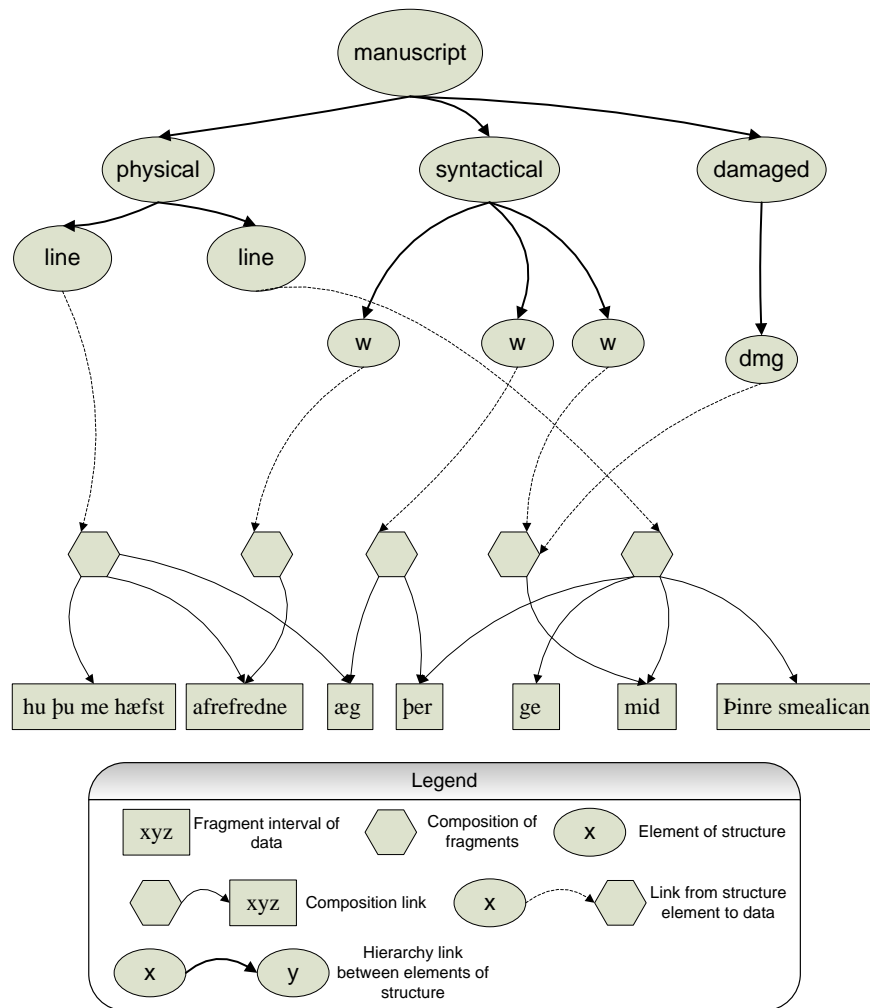 manuscript
physical
syntactical
damaged
line
line
w
w
w
dmg
hu þu me hæfst
afrefredne
æg
þer
ge
mid
Þinre smealican
Legend
xyz
Fragment interval of
data
Composition of
fragments
x
Element of structure
xyz
Composition link
x
Link from structure
element to data
x
y
Hierarchy link
between elements of
structure